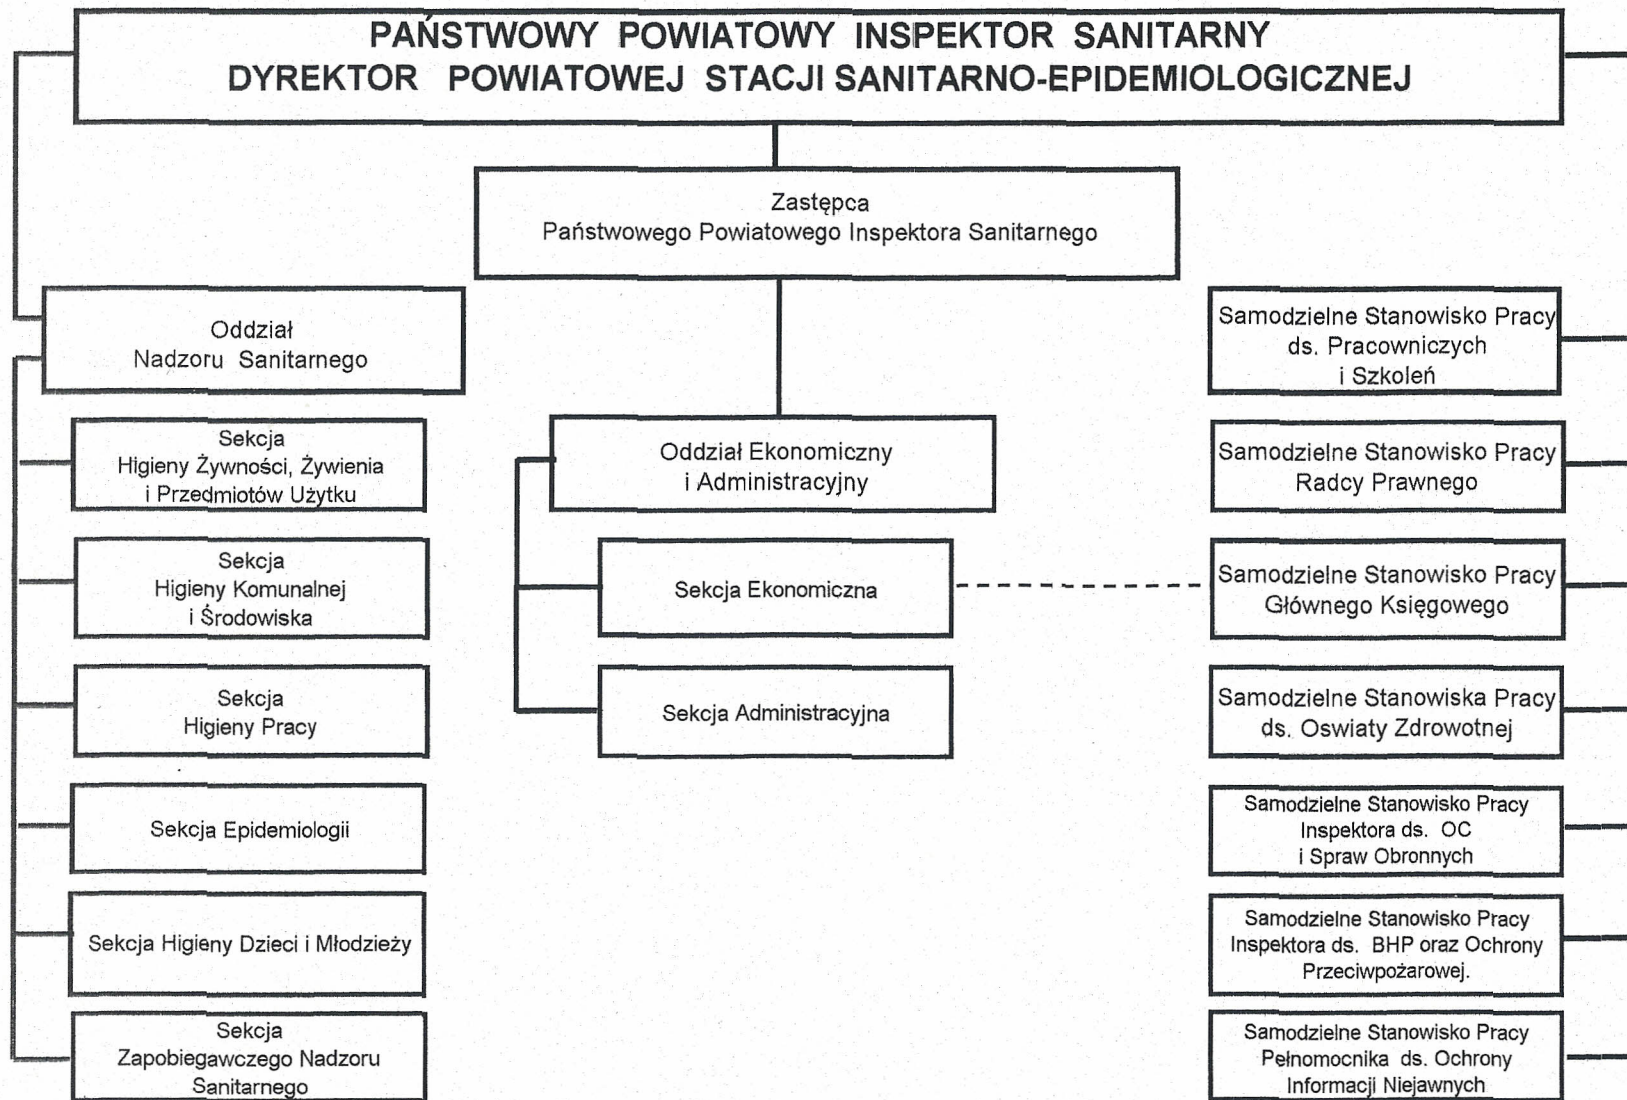 PAŃSTWOWY POWIATOWY INSPEKTOR SANITARNY
DYREKTOR POWIATOWEJ STACJI SANITARNO-EPIDEMIOLOGICZNEJ
Zastępca
Państwowego Powiatowego Inspektora Sanitarnego
Oddział
Nadzoru Sanitarnego
Sekcja
Higieny Żywności, Żywienia
i Przedmiotów Użytku
Sekcja
Higieny Komunalnej
i Środowiska
Sekcja
Higieny Pracy
Sekcja Epidemiologii
Sekcja Higieny Dzieci i Młodzieży
Sekcja
Zapobiegawczego Nadzoru
Sanitarnego
Oddział Ekonomiczny
i Administracyjny
Sekcja Ekonomiczna
Sekcja Administracyjna
Samodzielne Stanowisko Pracy
ds. Pracowniczych
i Szkoleń
Samodzielne Stanowisko Pracy
Radcy Prawnego
Samodzielne Stanowisko Pracy
Głównego Księgowego
Samodzielne Stanowiska Pracy
ds. Oswiaty Zdrowotnej
Samodzielne Stanowisko Pracy
Inspektora ds. OC
i Spraw Obronnych
Samodzielne Stanowisko Pracy
Inspektora ds. BHP oraz Ochrony
Przeciwpożarowej.
Samodzielne Stanowisko Pracy
Pełnomocnika ds. Ochrony
Informacji Niejawnych